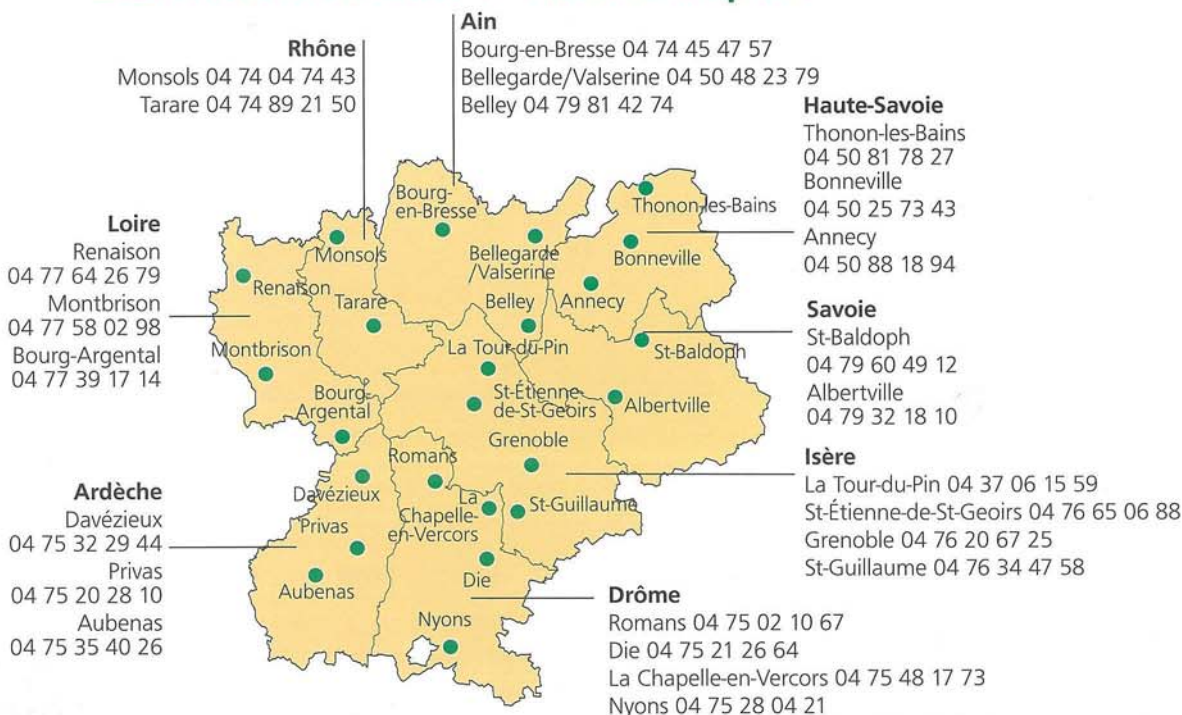 Ain
Bourg-en-Bresse 04 74 45 47 57
Bellegarde/Valserine 04 50 48 23 79
Belley 04 79 81 42 74
Rhône
Monsols 04 74 04 74 43
Tarare 04 74 89 21 50
Haute-Savoie
Thonon-les-Bains
04 50 81 78 27
Bonneville
04 50 25 73 43
Annecy
04 50 88 18 94
Loire
Renaison
04 77 64 26 79
Montbrison
04 77 58 02 98
Bourg-Argental
04 77 39 17 14
Savoie
St-Baldoph
04 79 60 49 12
Albertville
04 79 32 18 10
Isère
La Tour-du-Pin 04 37 06 15 59
St-Étienne-de-St-Geoirs 04 76 65 06 88
Grenoble 04 76 20 67 25
St-Guillaume 04 76 34 47 58
Ardèche
Davézieux
04 75 32 29 44
Privas
04 75 20 28 10
Aubenas
04 75 35 40 26
Drôme
Romans 04 75 02 10 67
Die 04 75 21 26 64
La Chapelle-en-Vercors 04 75 48 17 73
Nyons 04 75 28 04 21
Bourg-
en-Bresse
Thonon-les-Bains
Monsols
Bellegarde
/Valserine
Bonneville
Renaison
Tarare
Belley
Annecy
Montbrison
La Tour-du-Pin
St-Baldoph
Bourg-
Argental
St-Étienne-
de-St-Geoirs
Albertville
Grenoble
Romans
Davézieux
La
Chapelle-
en-Vercors
St-Guillaume
Privas
Aubenas
Die
Nyons